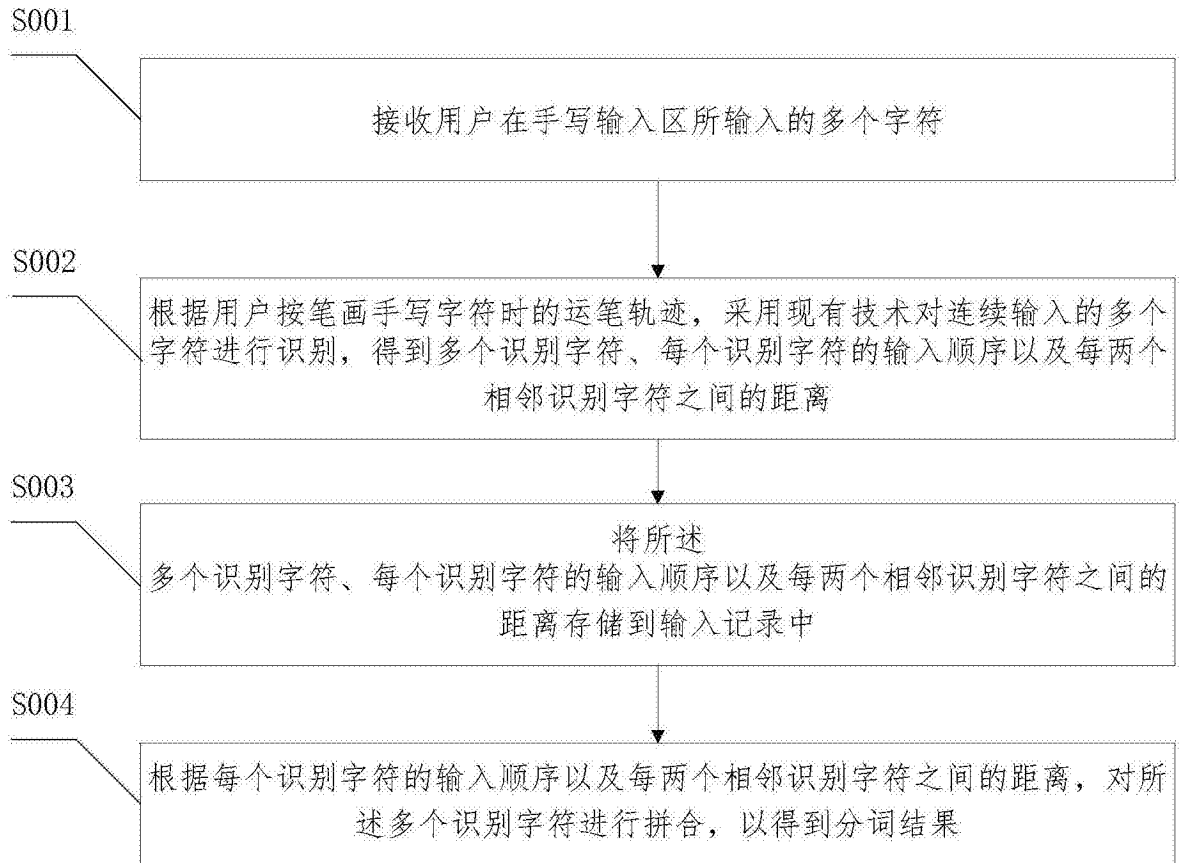 S001
接收用户在手写输入区所输入的多个字符
S002
根据用户按笔画手写字符时的运笔轨迹，采用现有技术对连续输入的多个
字符进行识别，得到多个识别字符、每个识别字符的输入顺序以及每两个
相邻识别字符之间的距离
S003
将所述
多个识别字符、每个识别字符的输入顺序以及每两个相邻识别字符之间的
距离存储到输入记录中
S004
根据每个识别字符的输入顺序以及每两个相邻识别字符之间的距离，对所
述多个识别字符进行拼合，以得到分词结果